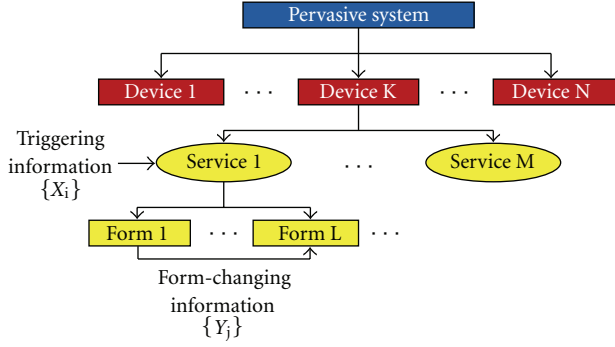 Pervasive system
Device 1 · · · Device K · · · Device N
Triggering
information
{Xi}
Service 1 · · · Service M
Form 1 · · · Form L · · ·
Form-changing
information
{Yj}